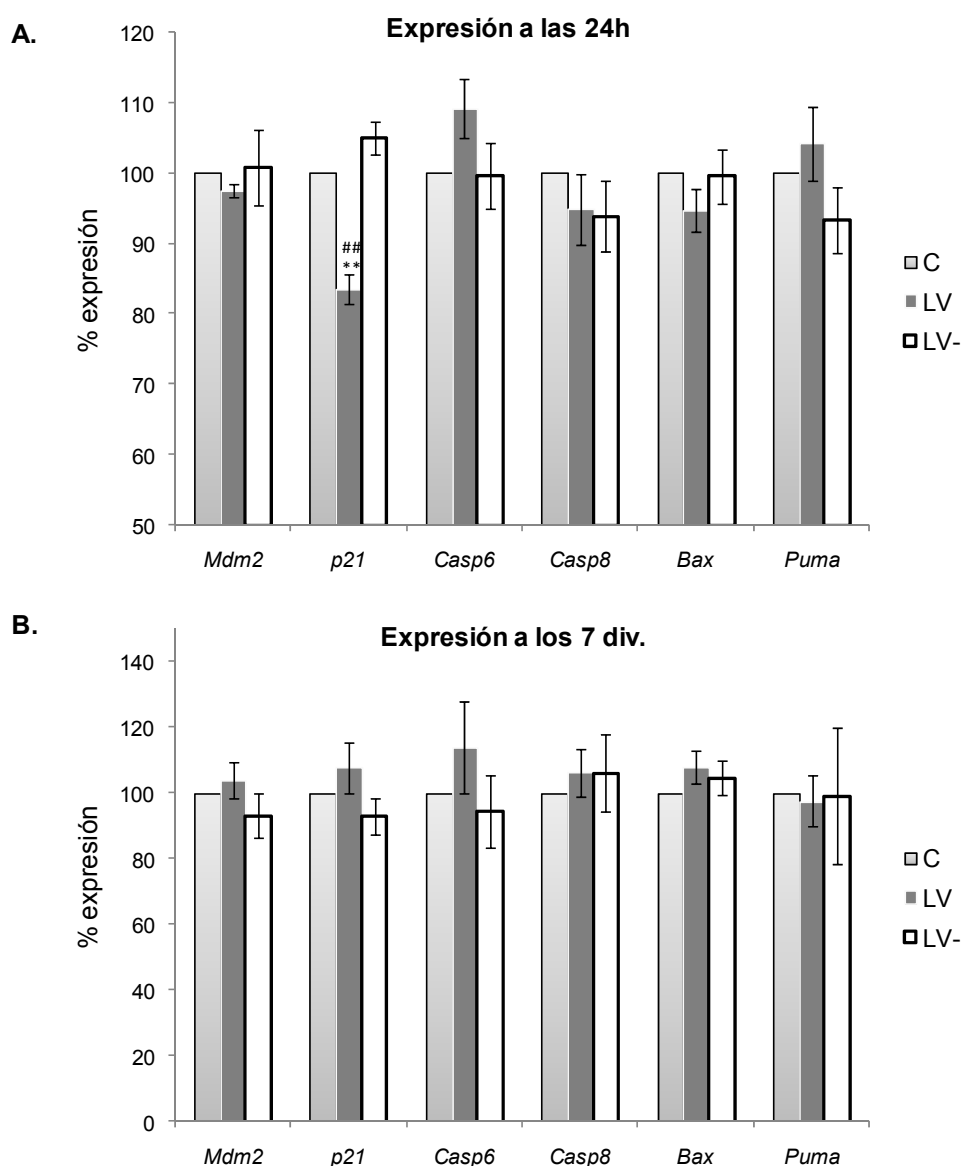 A.
Expresión a las 24h
% expresión
120
110
100
90
80
70
60
50
##
**
Mdm2 p21 Casp6 Casp8 Bax Puma
C
LV
LV-
B.
Expresión a los 7 div.
% expresión
140
120
100
80
60
40
20
0
Mdm2 p21 Casp6 Casp8 Bax Puma
C
LV
LV-